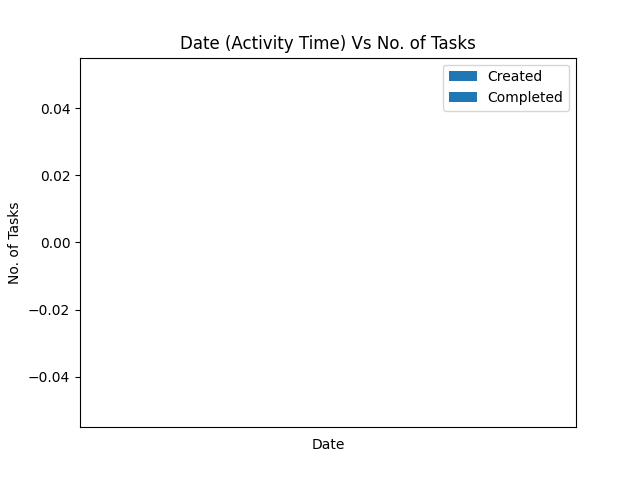 Date (Activity Time) Vs No. of Tasks
Created
Completed
0.04
0.02
0.00
−0.02
−0.04
No. of Tasks
Date